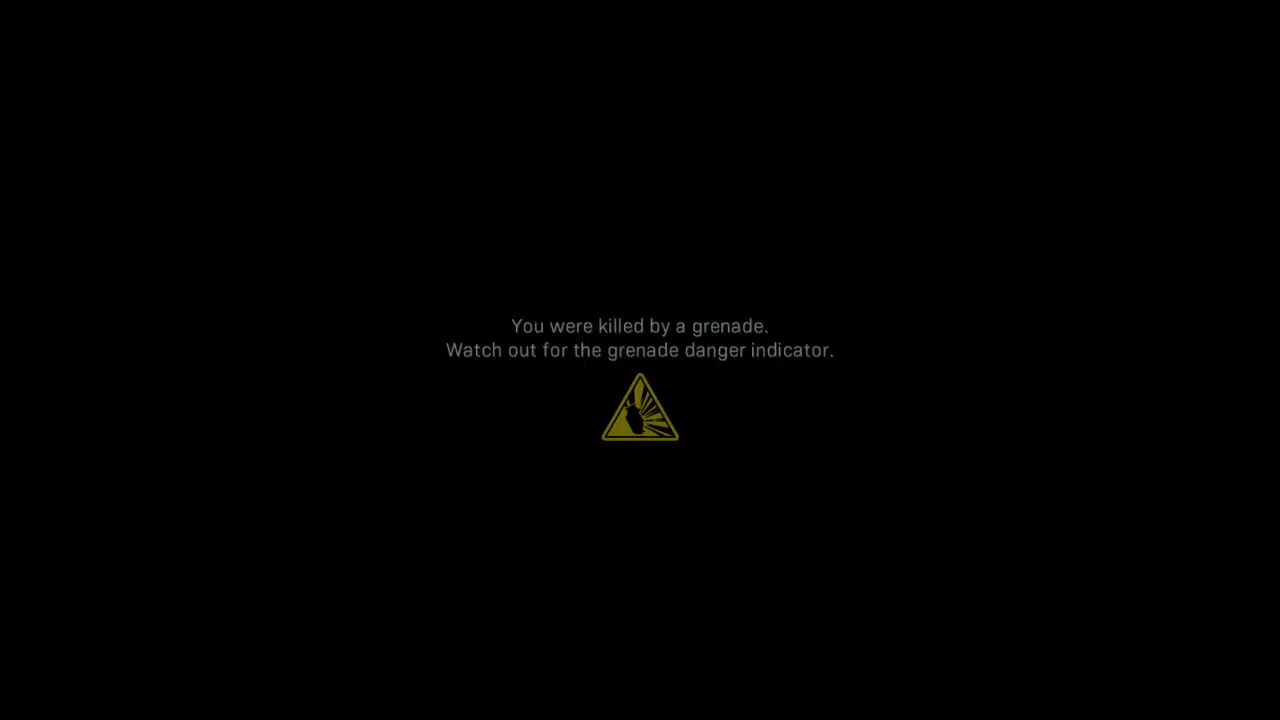 You were killed by a grenade.
Watch out for the grenade danger indicator.